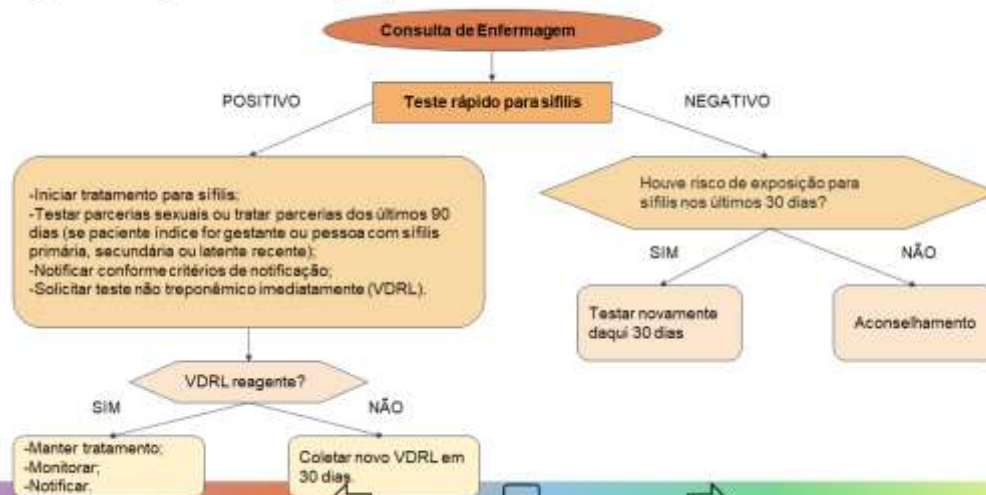 Consulta de Enfermagem
POSITIVO
Teste rápido para sífilis
NEGATIVO
-Iniciar tratamento para sífilis;
-Testar parcerias sexuais ou tratar parcerias dos últimos 90
dias (se paciente índice for gestante ou pessoa com sífilis
primária, secundária ou latente recente);
-Notificar conforme critérios de notificação;
-Solicitar teste não treponêmico imediatamente (VDRL).
Houve risco de exposição para
sífilis nos últimos 30 dias?
SIM
NÃO
Testar novamente
daqui 30 dias
Aconselhamento
VDRL reagente?
SIM
NÃO
-Manter tratamento;
-Monitorar;
-Notificar.
Coletar novo VDRL em
30 dias.